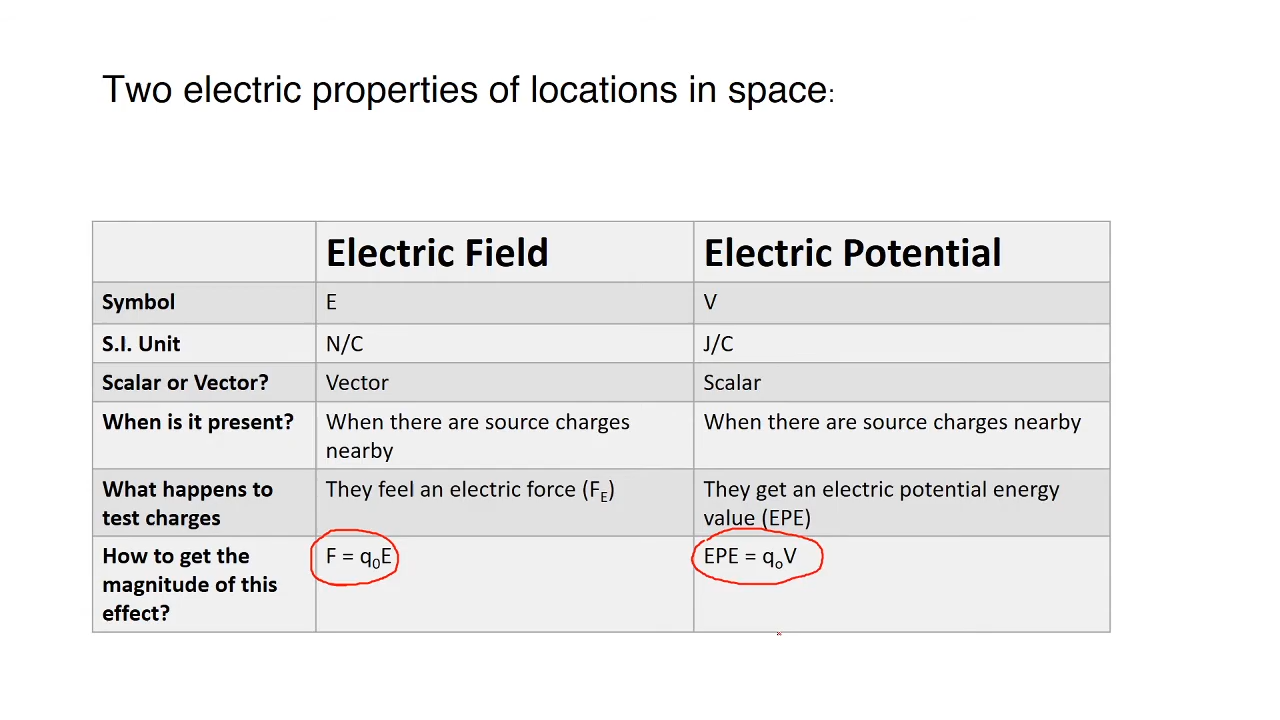 Two electric properties of locations in space:
Electric Field
Electric Potential
Symbol
E
V
S.I. Unit
N/C
J/C
Scalar or Vector?
Vector
Scalar
When is it present?
When there are source charges
nearby
When there are source charges nearby
What happens to
test charges
They feel an electric force (F_E)
They get an electric potential energy
value (EPE)
How to get the
magnitude of this
effect?
F = q₀E
EPE = qₒV